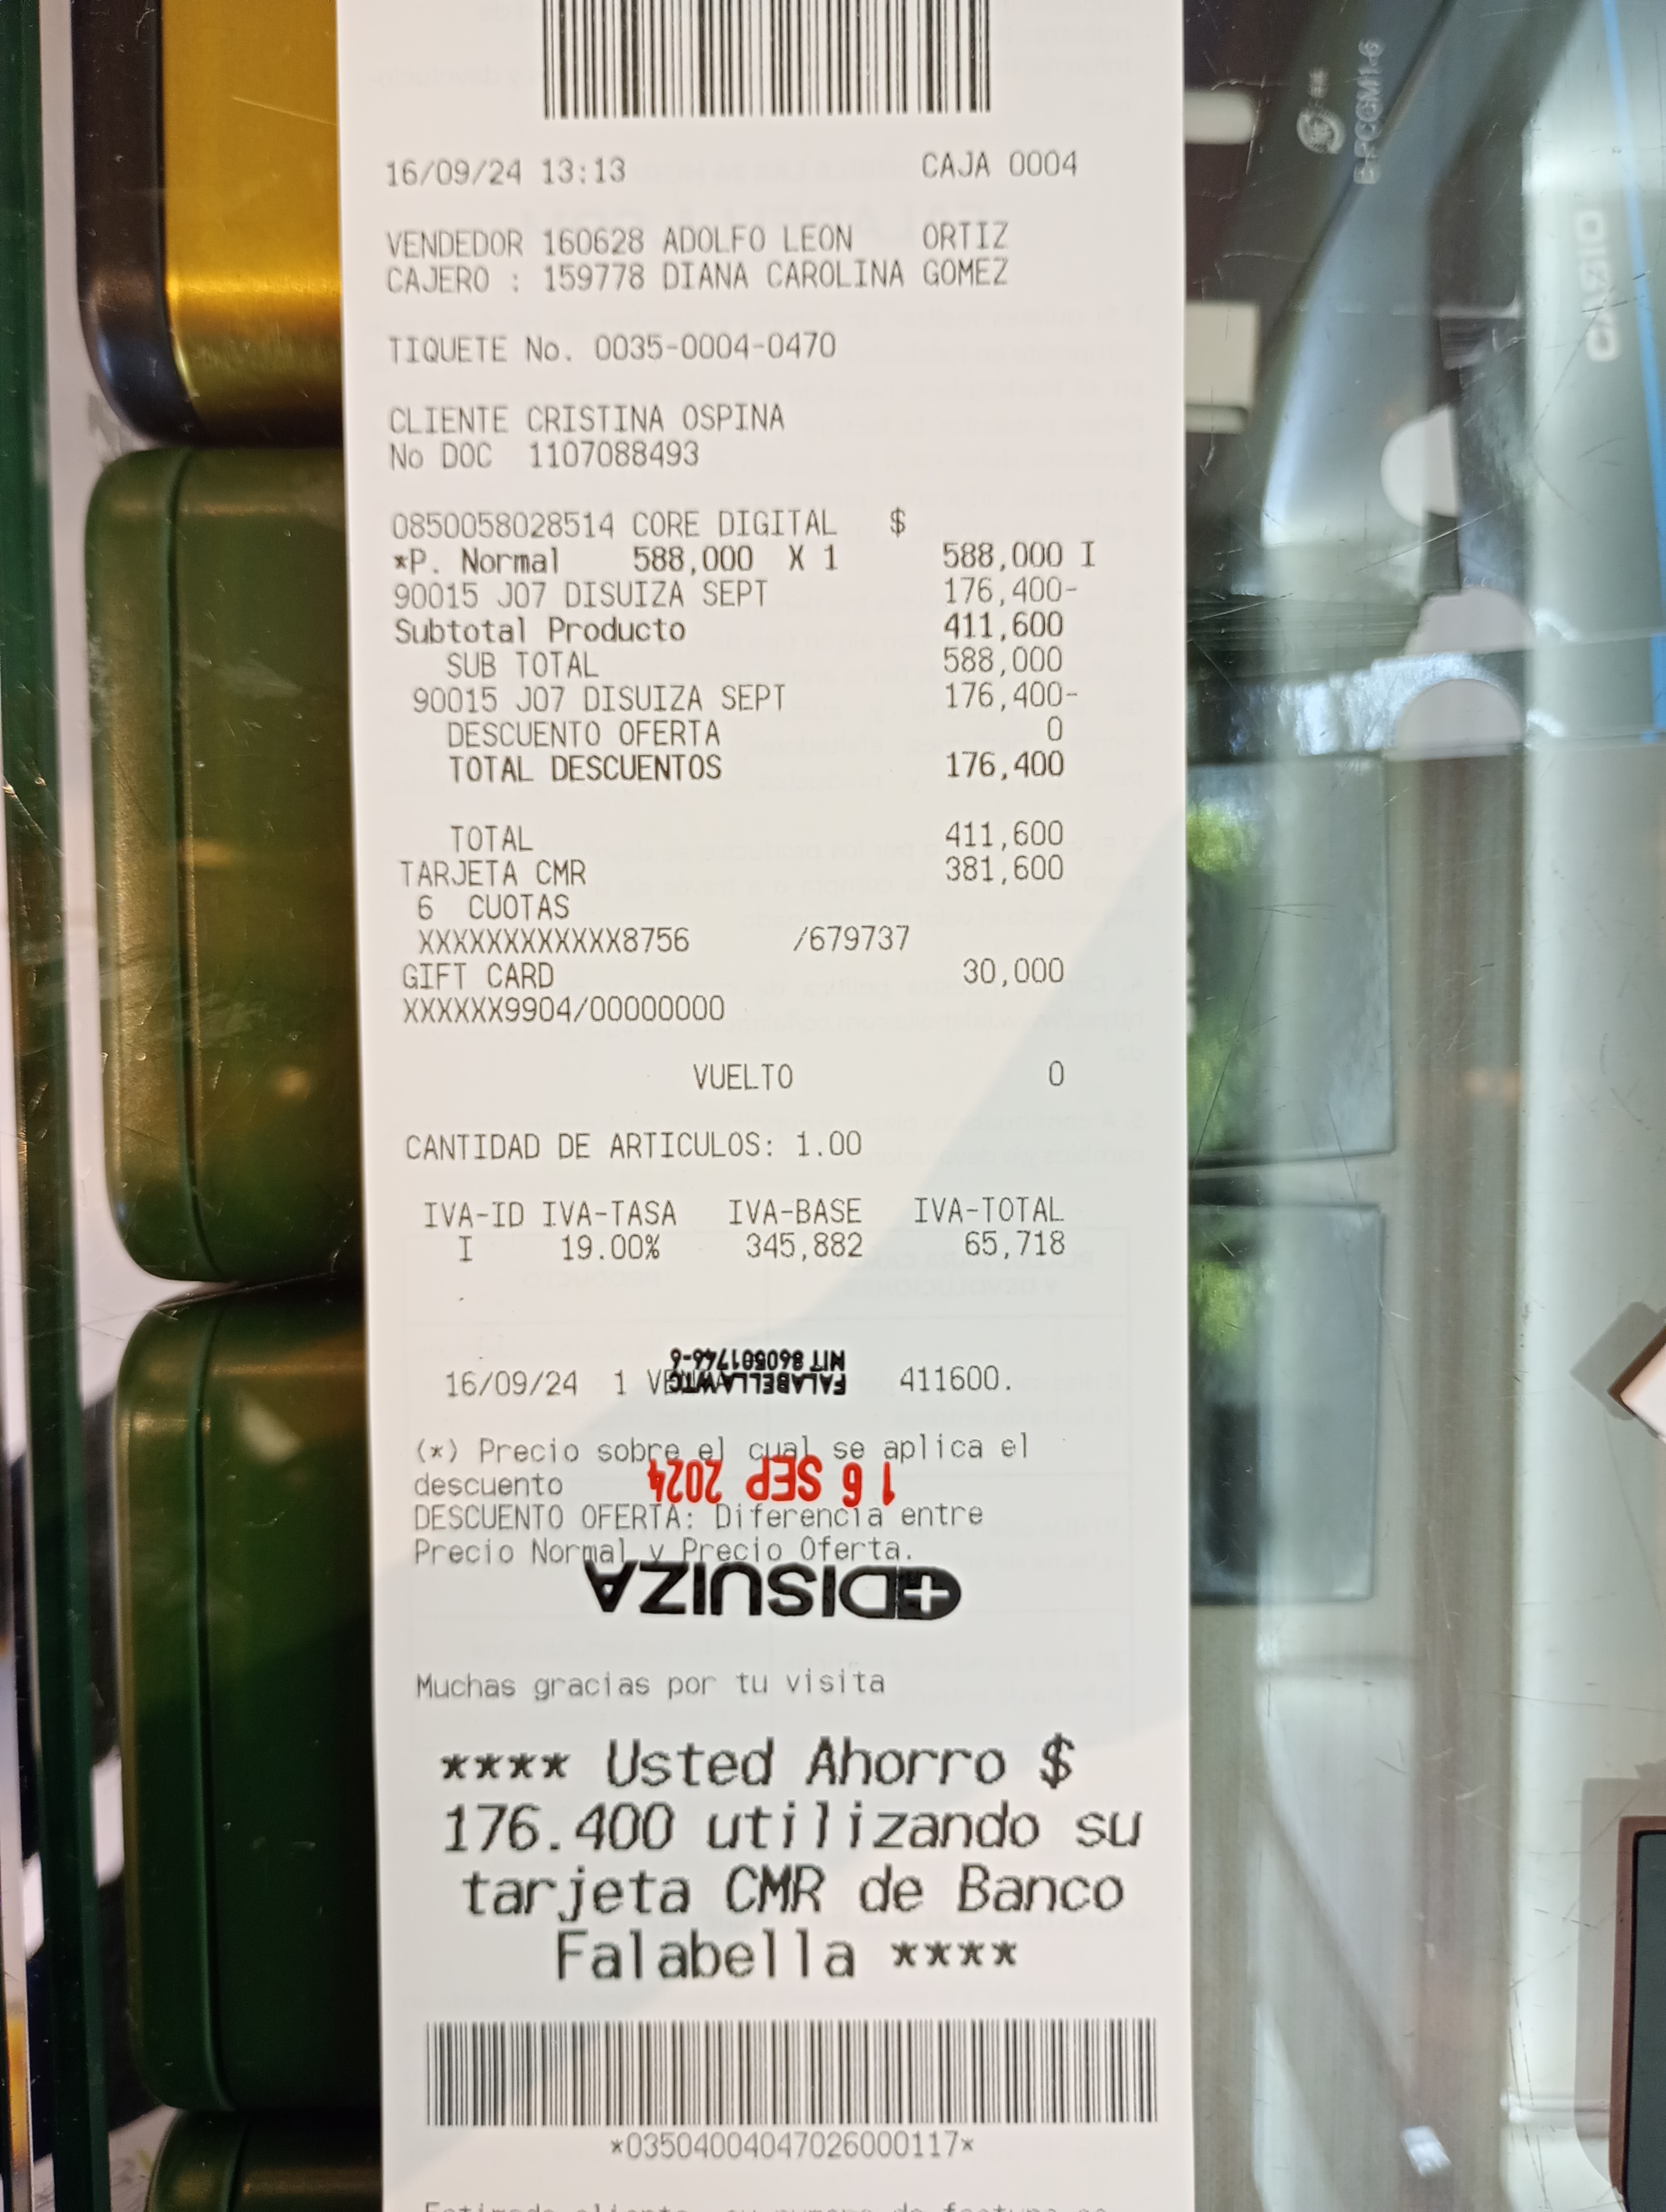 16/09/24 13:13 CAJA 0004
VENDEDOR 160628 ADOLFO LEON ORTIZ
CAJERO : 159778 DIANA CAROLINA GOMEZ
TIQUETE No. 0035-0004-0470
CLIENTE CRISTINA OSPINA
No DOC 1107088493
0850058028514 CORE DIGITAL $
*P. Normal 588,000 X 1 588,000 I
90015 J07 DISUIZA SEPT 176,400-
Subtotal Producto 411,600
SUB TOTAL 588,000
90015 J07 DISUIZA SEPT 176,400-
DESCUENTO OFERTA 0
TOTAL DESCUENTOS 176,400
TOTAL 411,600
TARJETA CMR 381,600
6 CUOTAS
XXXXXXXXXXXX8756 /679737
GIFT CARD 30,000
XXXXXX9904/00000000
VUELTO 0
CANTIDAD DE ARTICULOS: 1.00
IVA-ID IVA-TASA IVA-BASE IVA-TOTAL
I 19.00% 345,882 65,718
NIT 860501746-6
FALABELLA WTC
16/09/24 1 411600.
(*) Precio sobre el cual se aplica el
descuento
16 SEP 2024
DESCUENTO OFERTA: Diferencia entre
Precio Normal y Precio Oferta.
DISUIZA
Muchas gracias por tu visita
**** Usted Ahorro $
176.400 utilizando su
tarjeta CMR de Banco
Falabella ****
*03504004047026000117*
CASIO